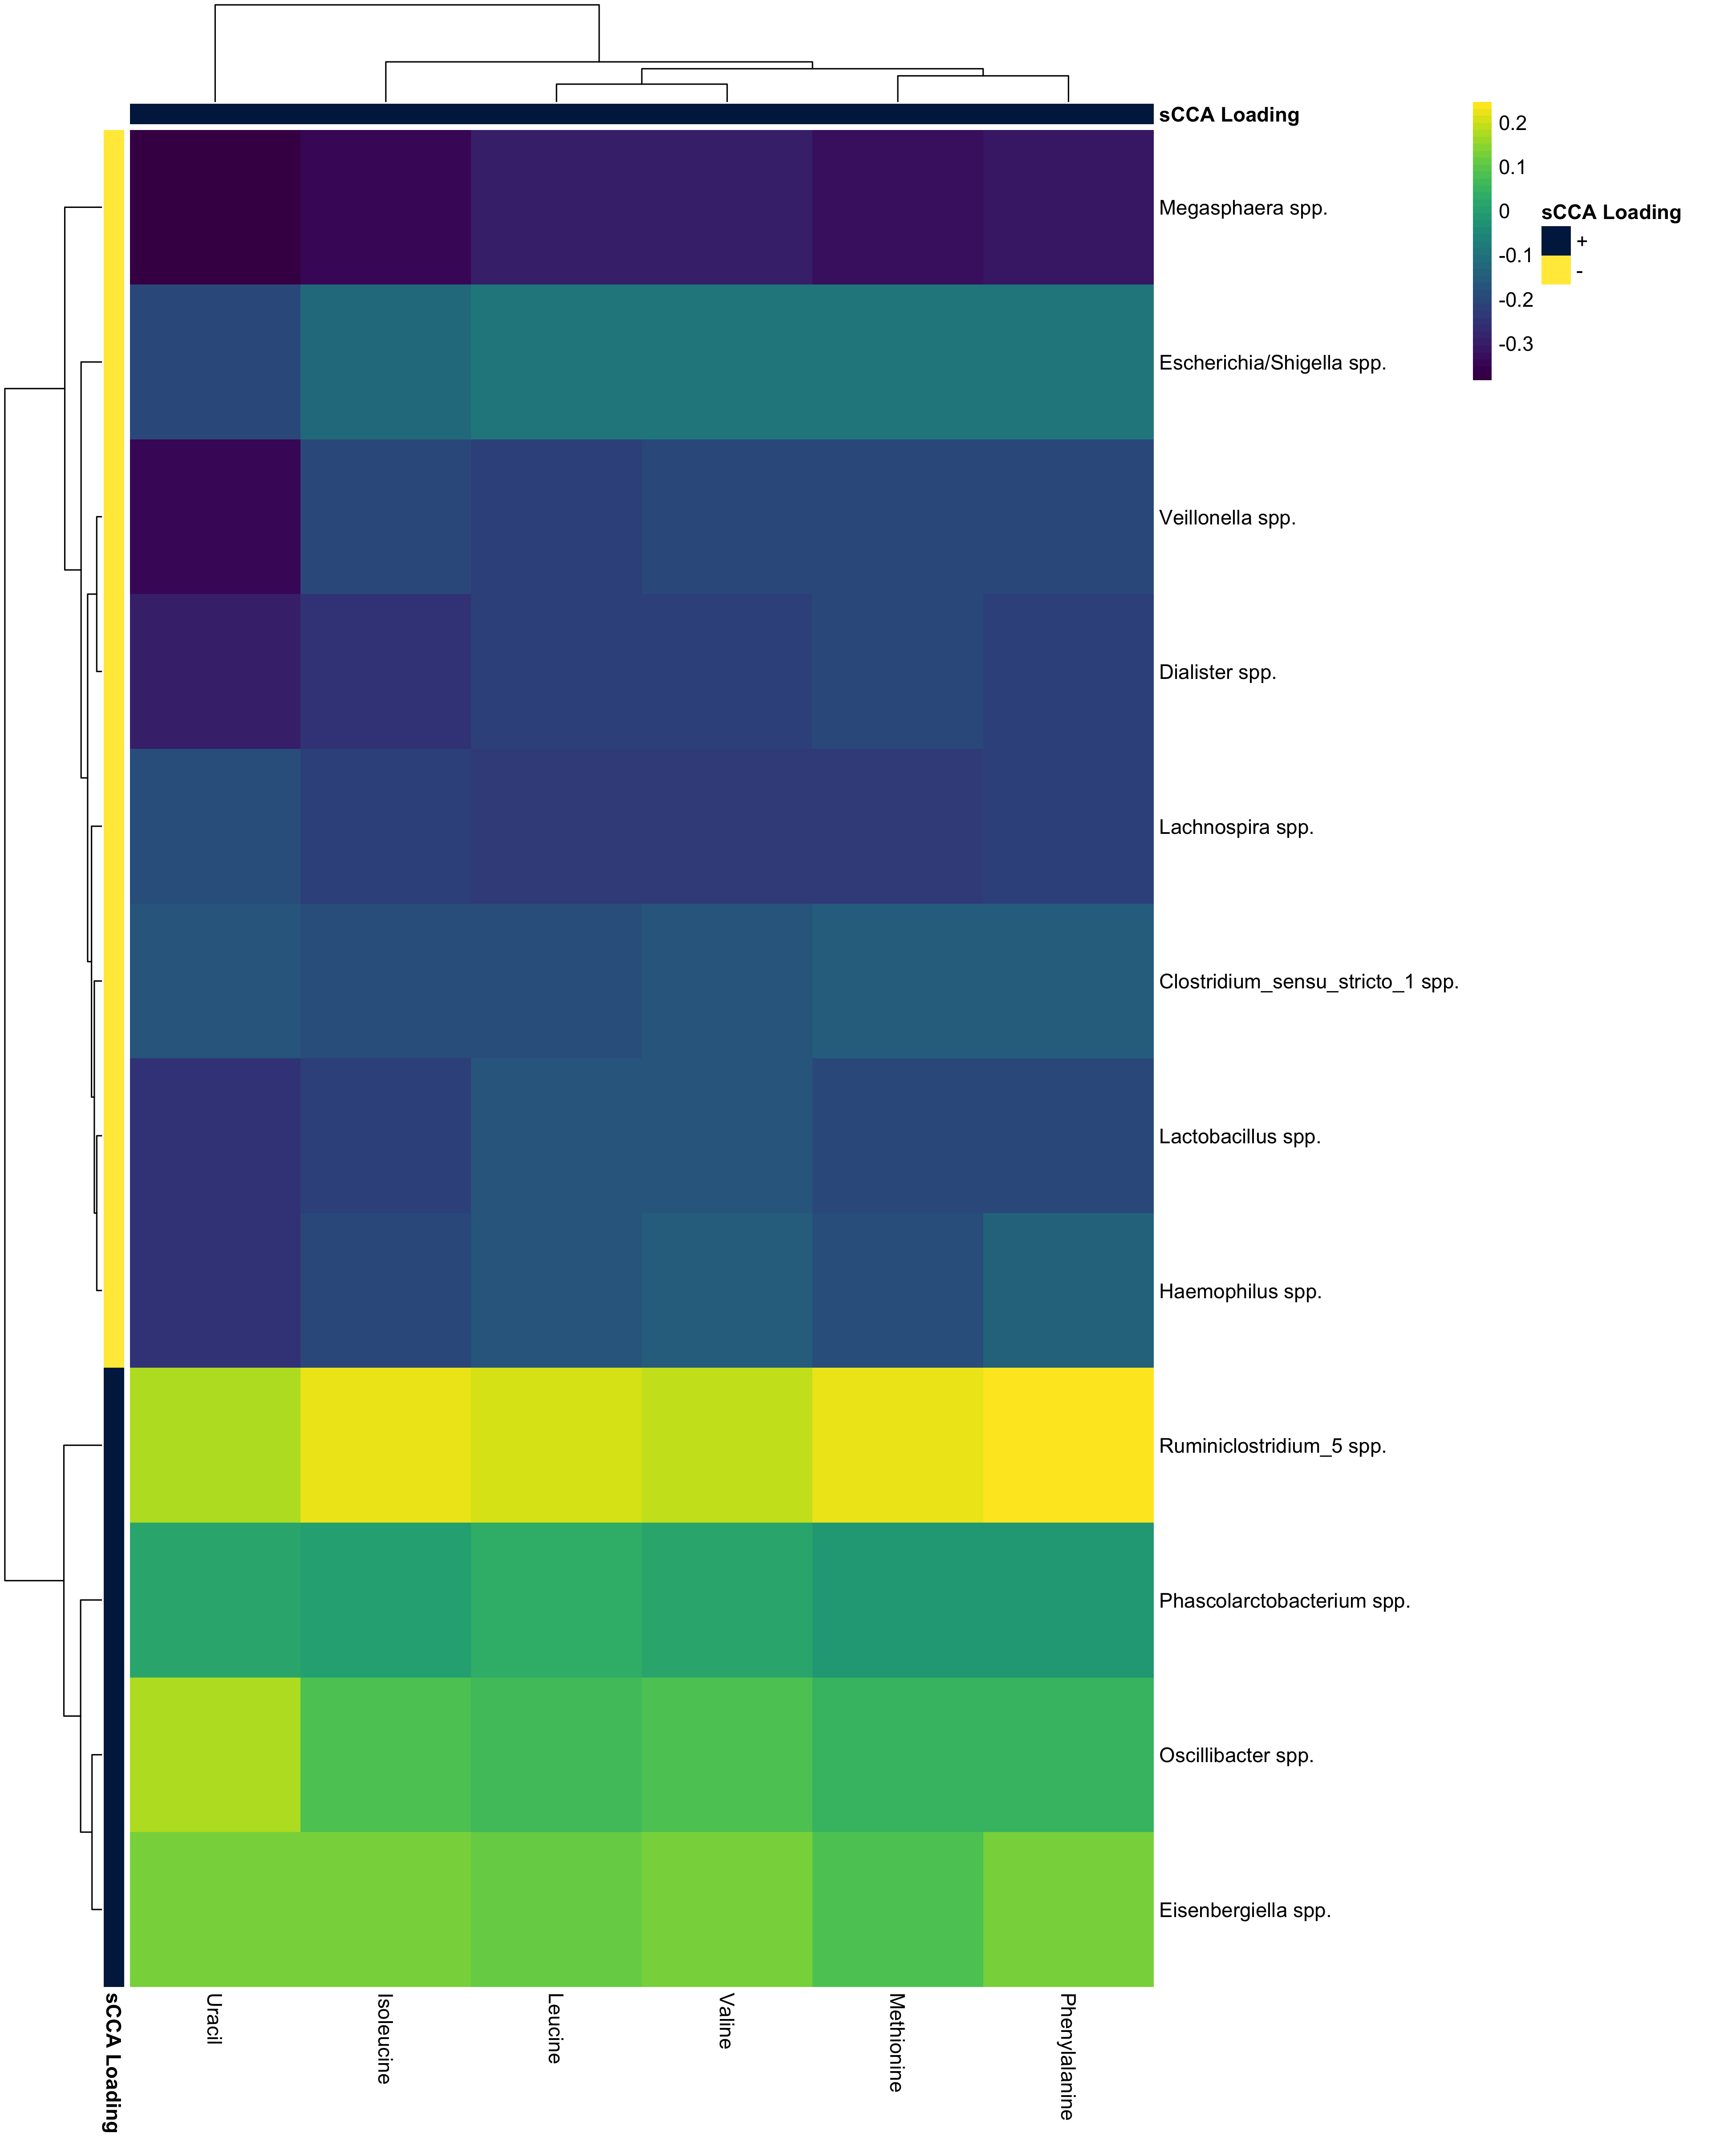 sCCA Loading
0.2
0.1
0
-0.1
-0.2
-0.3
sCCA Loading
+
-
Megasphaera spp.
Escherichia/Shigella spp.
Veillonella spp.
Dialister spp.
Lachnospira spp.
Clostridium_sensu_stricto_1 spp.
Lactobacillus spp.
Haemophilus spp.
Ruminiclostridium_5 spp.
Phascolarctobacterium spp.
Oscillibacter spp.
Eisenbergiella spp.
sCCA Loading
Uracil
Isoleucine
Leucine
Valine
Methionine
Phenylalanine